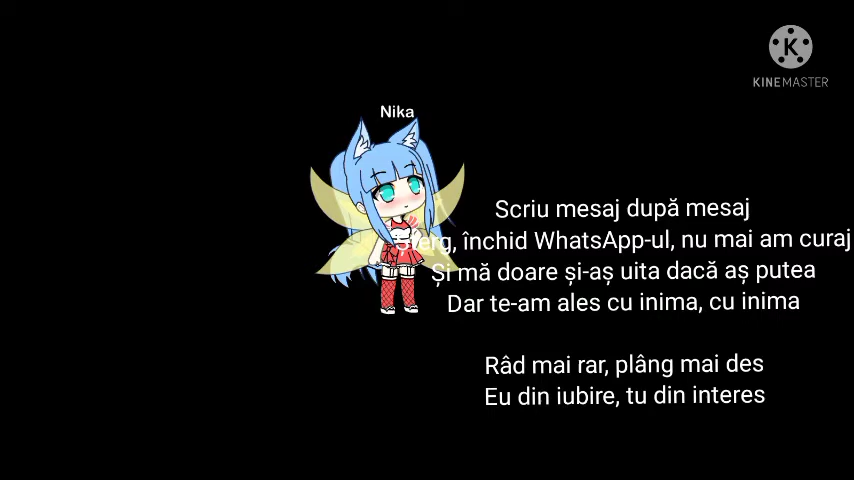 KINEMASTER
Nika
Scriu mesaj după mesaj
Șterg, închid WhatsApp-ul, nu mai am curaj
Și mă doare și-aș uita dacă aș putea
Dar te-am ales cu inima, cu inima
Râd mai rar, plâng mai des
Eu din iubire, tu din interes